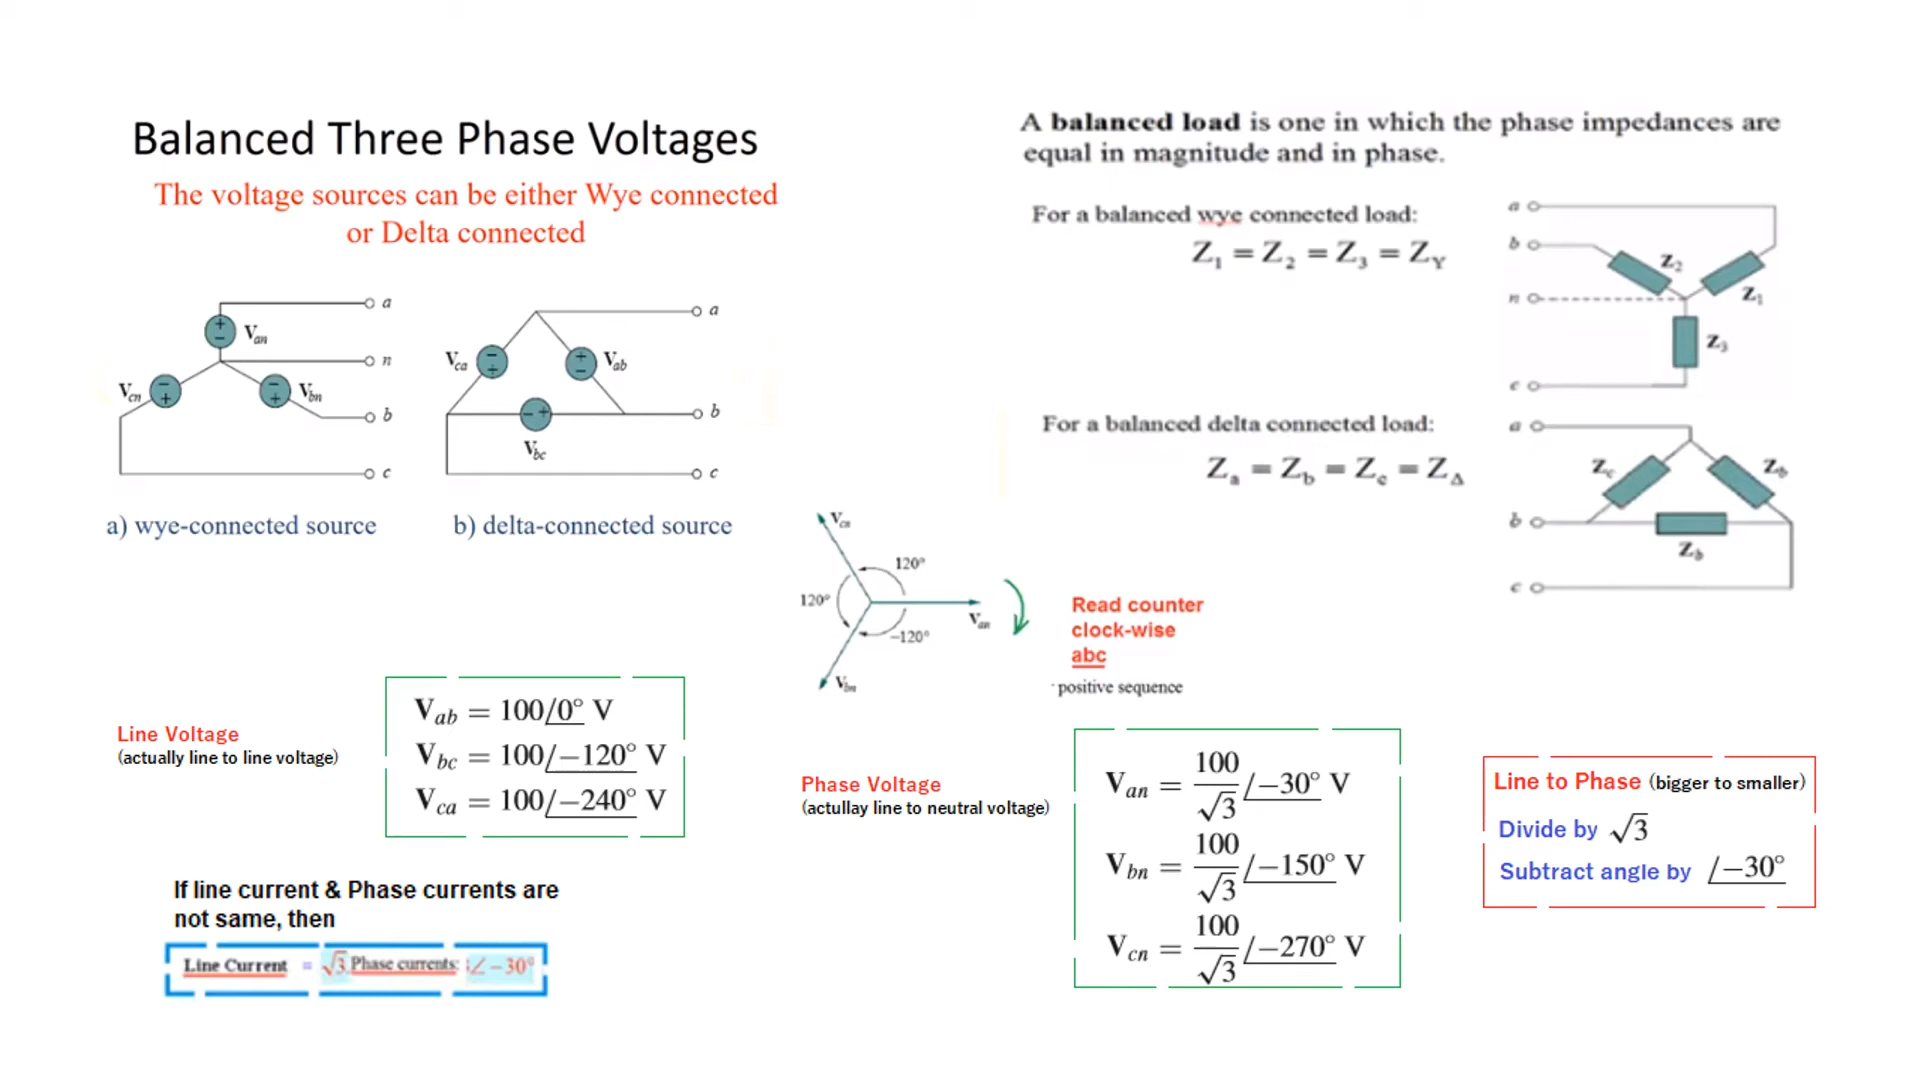 Balanced Three Phase Voltages
The voltage sources can be either Wye connected
or Delta connected
a
Van
n
Vcn
Vbn
b
c
a) wye-connected source
a
Vca
Vab
b
Vbc
c
b) delta-connected source
A balanced load is one in which the phase impedances are
equal in magnitude and in phase.
For a balanced wye connected load:
Z1 = Z2 = Z3 = ZY
a
b
Z2
n
Z1
Z3
c
For a balanced delta connected load:
Za = Zb = Zc = ZΔ
a
Zc
Zb
b
Zb
c
Vcn
120°
120°
Van
−120°
Vbn
Read counter
clock-wise
abc
positive sequence
Line Voltage
(actually line to line voltage)
Vab = 100/0° V
Vbc = 100/−120° V
Vca = 100/−240° V
Phase Voltage
(actullay line to neutral voltage)
Van = 100/√3 /−30° V
Vbn = 100/√3 /−150° V
Vcn = 100/√3 /−270° V
Line to Phase (bigger to smaller)
Divide by √3
Subtract angle by /−30°
If line current & Phase currents are
not same, then
Line Current = √3 Phase currents: ∠−30°